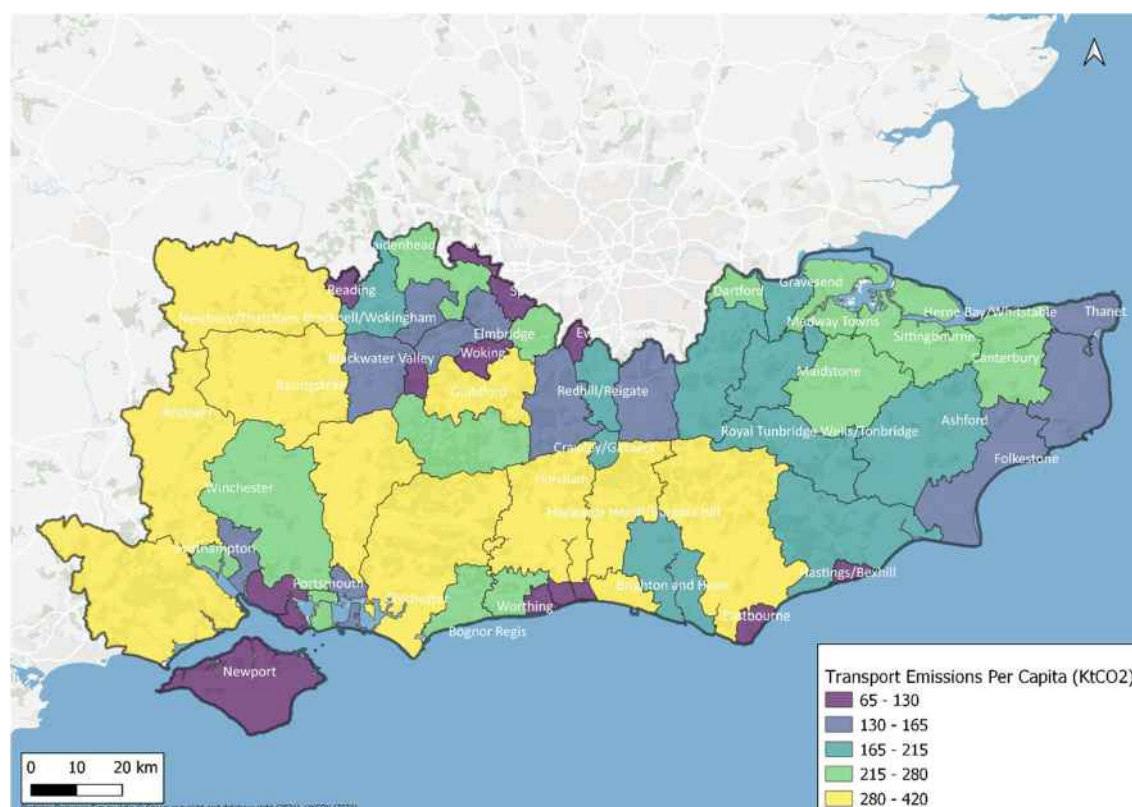 Reading
Newbury/Thatcham
Bracknell/Wokingham
Elmbridge
Woking
Blackwater Valley
Basingstoke
Guildford
Redhill/Reigate
Dartford
Gravesend
Medway Towns
Herne Bay/Whitstable
Thanet
Sittingbourne
Canterbury
Maidstone
Ashford
Royal Tunbridge Wells/Tonbridge
Folkestone
Andover
Winchester
Horsham
Southampton
Portsmouth
Chichester
Worthing
Bognor Regis
Brighton and Hove
Hastings/Bexhill
Eastbourne
Newport
Transport Emissions Per Capita (KtCO2)
65 - 130
130 - 165
165 - 215
215 - 280
280 - 420
0 10 20 km